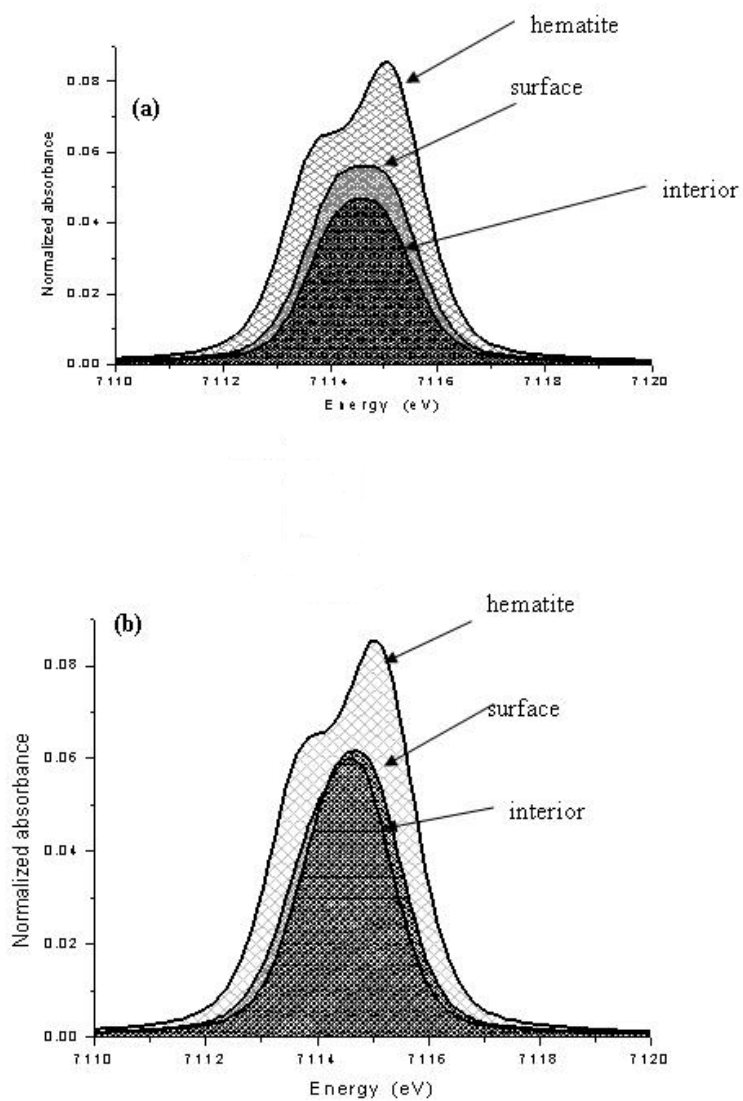 hematite
surface
(a)
interior
Normalized absorbance
0.08
0.06
0.04
0.02
0.00
7110 7112 7114 7116 7118 7120
Energy (eV)
hematite
(b)
surface
interior
Normalized absorbance
0.08
0.06
0.04
0.02
0.00
7110 7112 7114 7116 7118 7120
Energy (eV)